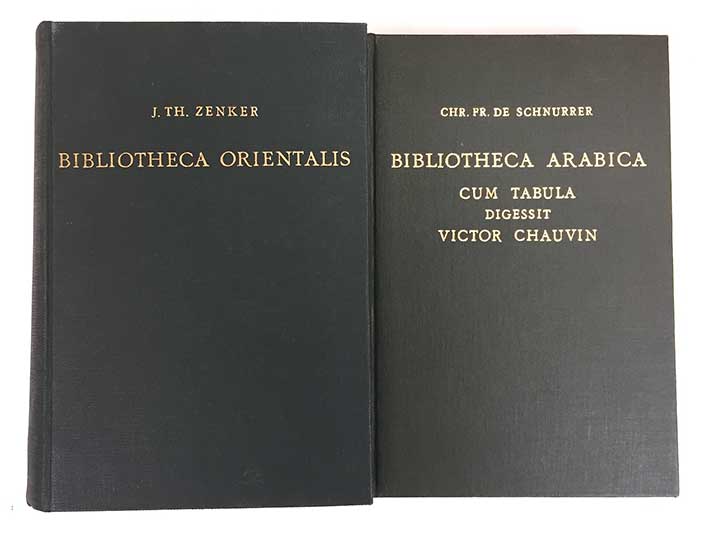 J. TH. ZENKER
BIBLIOTHECA ORIENTALIS
CHR. FR. DE SCHNURRER
BIBLIOTHECA ARABICA
CUM TABULA
DIGESSIT
VICTOR CHAUVIN